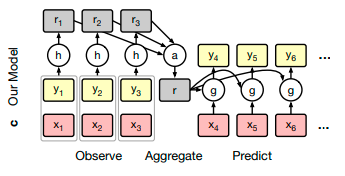 r1 r2 r3
h h h a y4 y5 y6 ...
y1 y2 y3 r g g g
x1 x2 x3 x4 x5 x6 ...
Observe Aggregate Predict
c Our Model